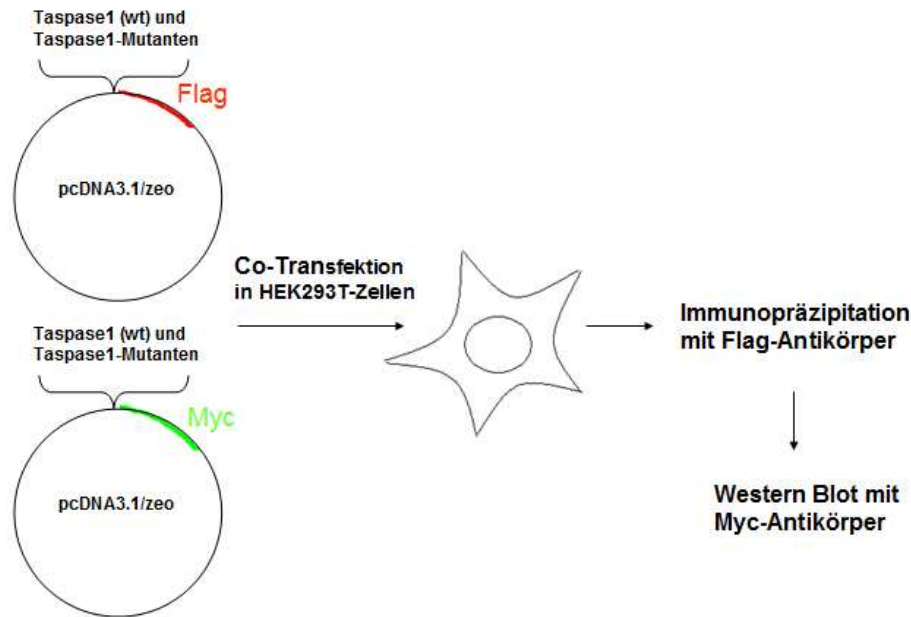 Taspase1 (wt) und
Taspase1-Mutanten
Flag
pcDNA3.1/zeo
Co-Transfektion
in HEK293T-Zellen
Immunopräzipitation
mit Flag-Antikörper
Taspase1 (wt) und
Taspase1-Mutanten
Myc
pcDNA3.1/zeo
Western Blot mit
Myc-Antikörper